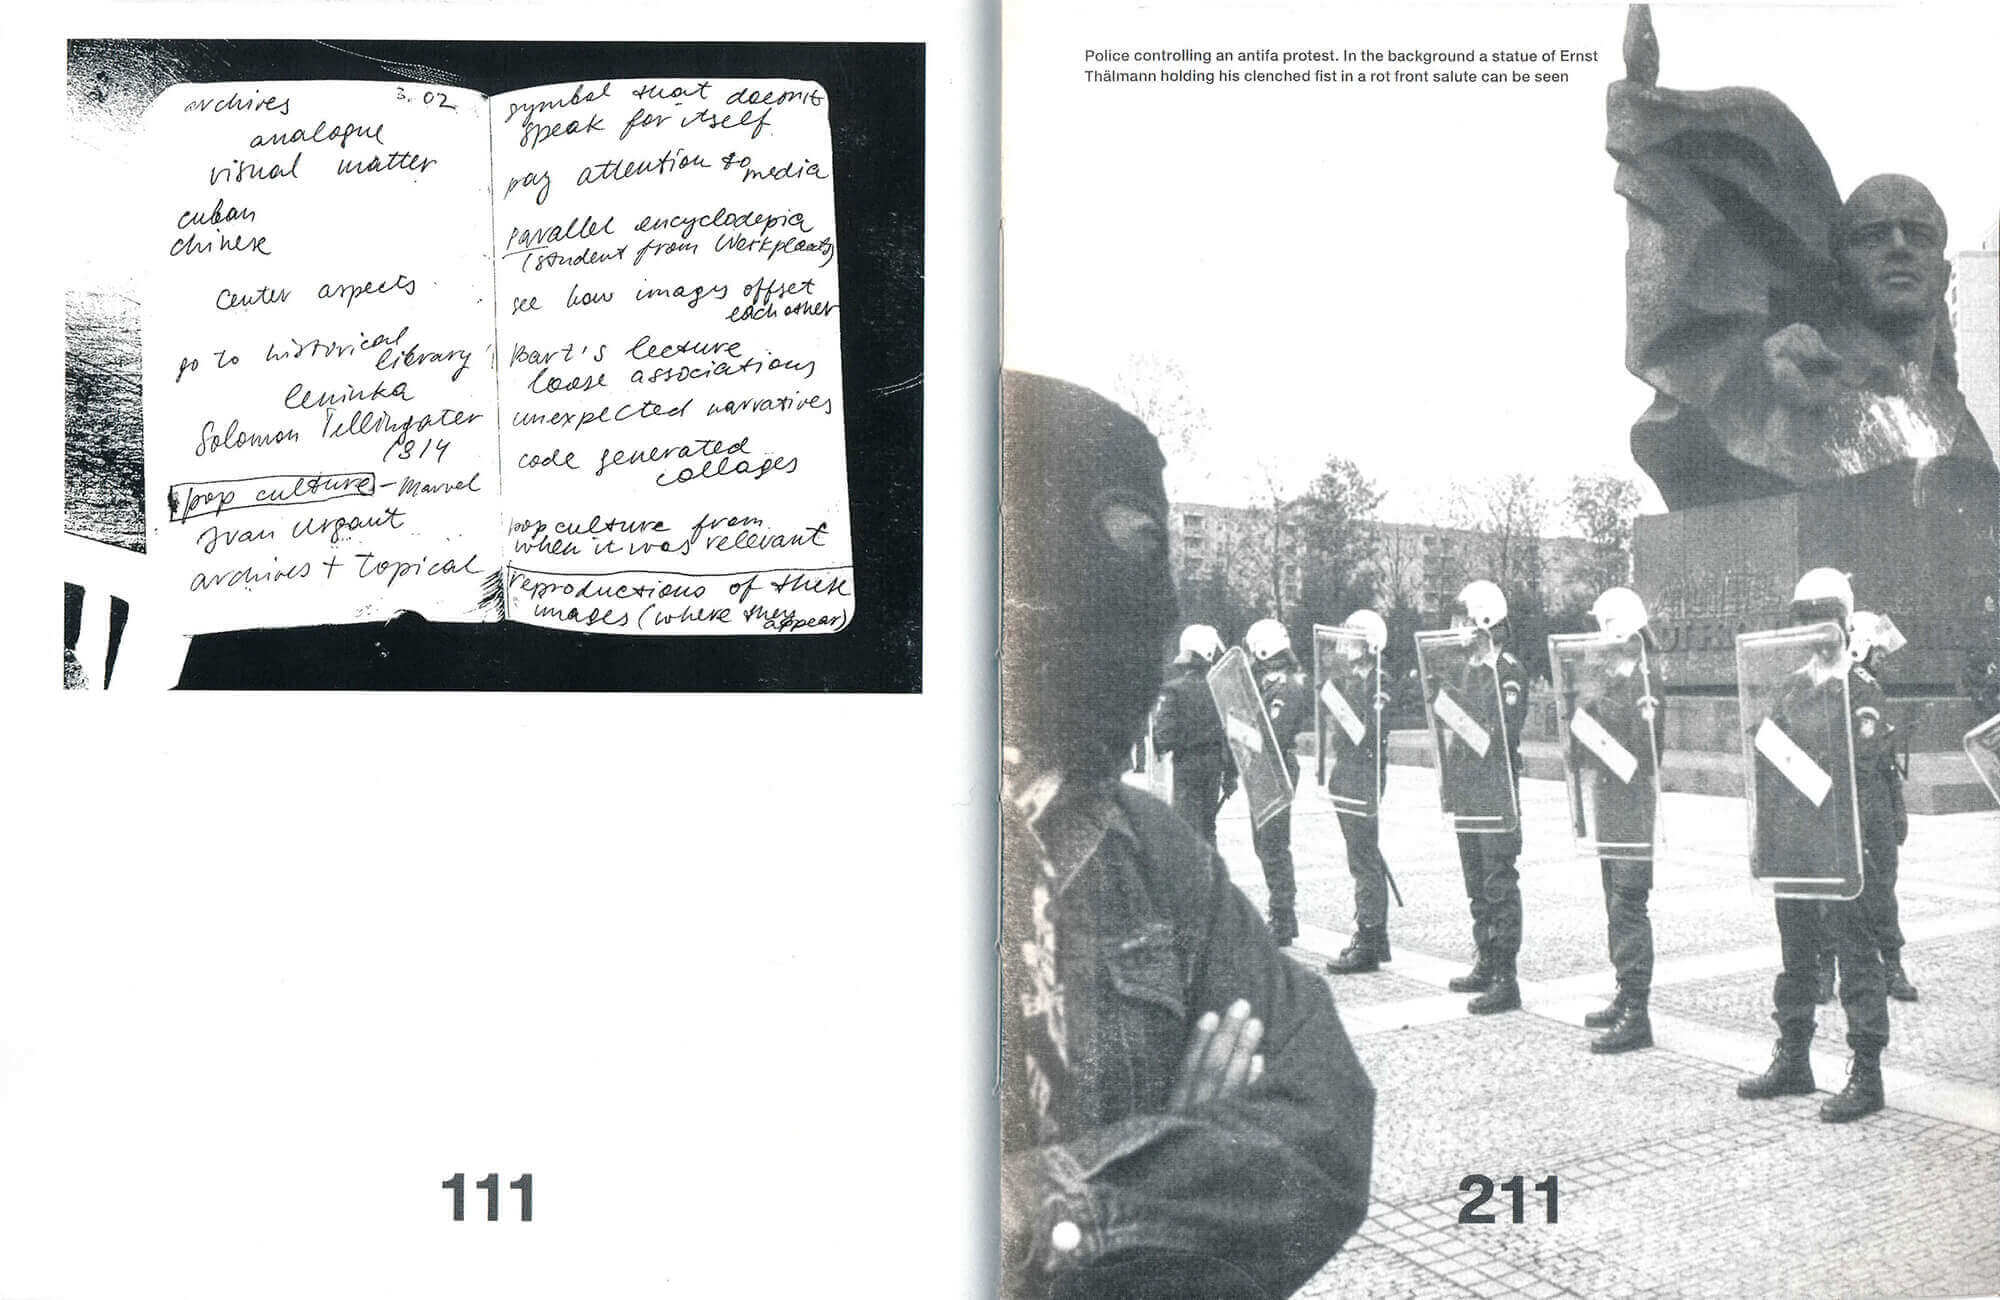 archives 3.02
analogue
visual matter
cuban
chinese
center aspects
go to historical
library
leninka
Solomon Tellingater
1314
pop culture - Marvel
Ivan Urgant
archives + topical
symbol that doesn't
speak for itself
pay attention to
media
parallel encyclodepia
(student from Werkplaats)
see how images offset
each other
Bart's lecture
loose associations
unexpected narratives
code generated
collages
pop culture from
when it was relevant
reproductions of these
images (where they
appear)
111
Police controlling an antifa protest. In the background a statue of Ernst
Thälmann holding his clenched fist in a rot front salute can be seen
211